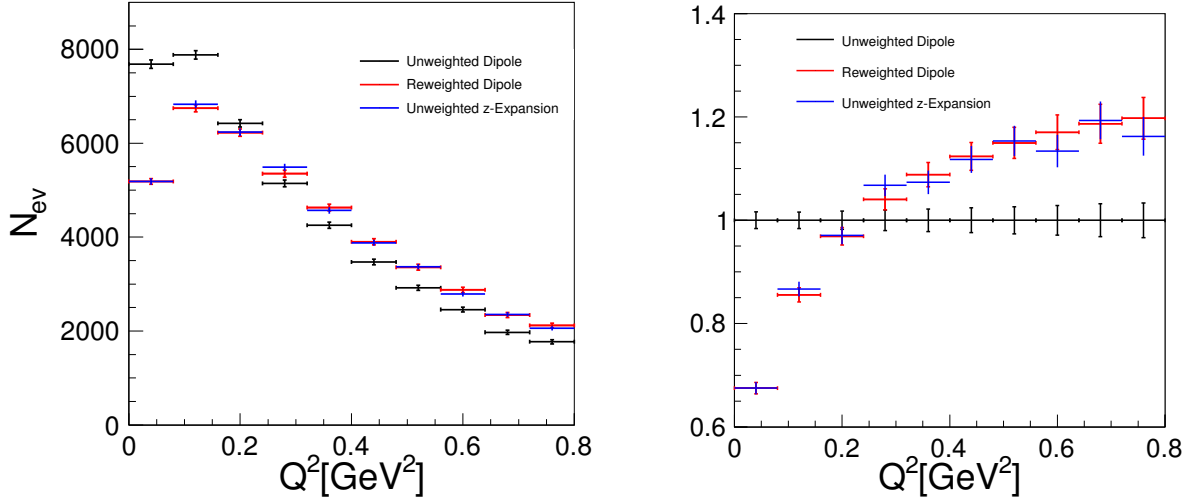 8000
6000
4000
2000
0
N_ev
Unweighted Dipole
Reweighted Dipole
Unweighted z-Expansion
0 0.2 0.4 0.6 0.8
Q²[GeV²]
1.4
1.2
1
0.8
0.6
Unweighted Dipole
Reweighted Dipole
Unweighted z-Expansion
0 0.2 0.4 0.6 0.8
Q²[GeV²]